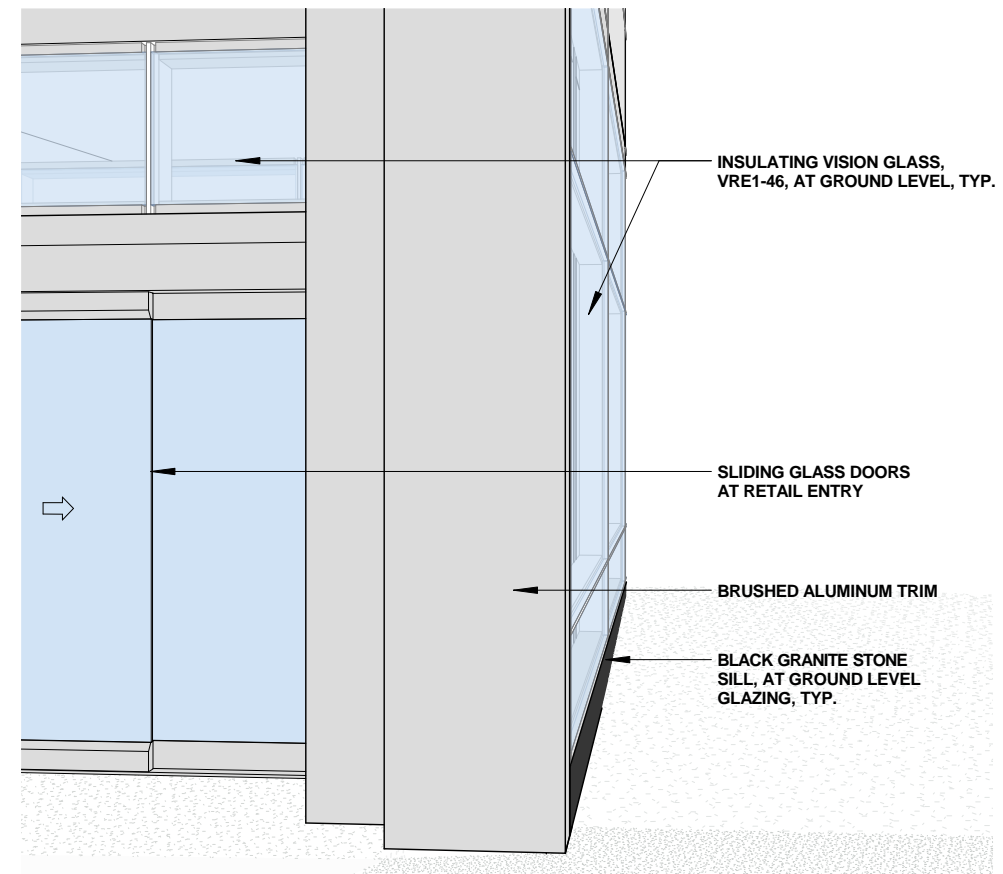 INSULATING VISION GLASS,
VRE1-46, AT GROUND LEVEL, TYP.
SLIDING GLASS DOORS
AT RETAIL ENTRY
BRUSHED ALUMINUM TRIM
BLACK GRANITE STONE
SILL, AT GROUND LEVEL
GLAZING, TYP.